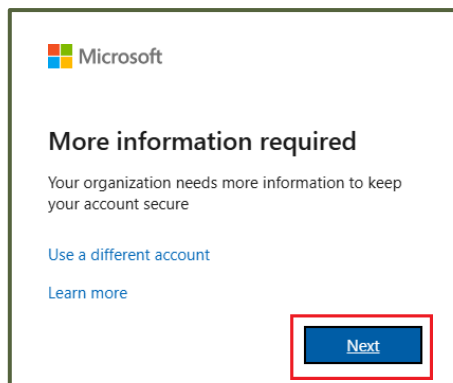 Microsoft
More information required
Your organization needs more information to keep
your account secure
Use a different account
Learn more
Next